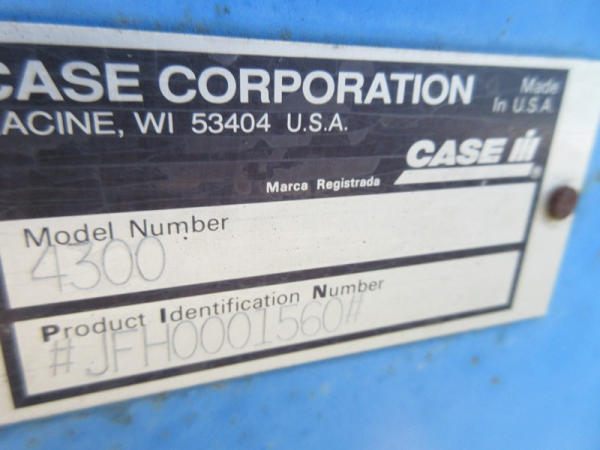 CASE CORPORATION
ACINE, WI 53404 U.S.A.
Made
In U.S.A.
CASE IH®
Marca Registrada
Model Number
4300
Product Identification Number
#JFH0001560#